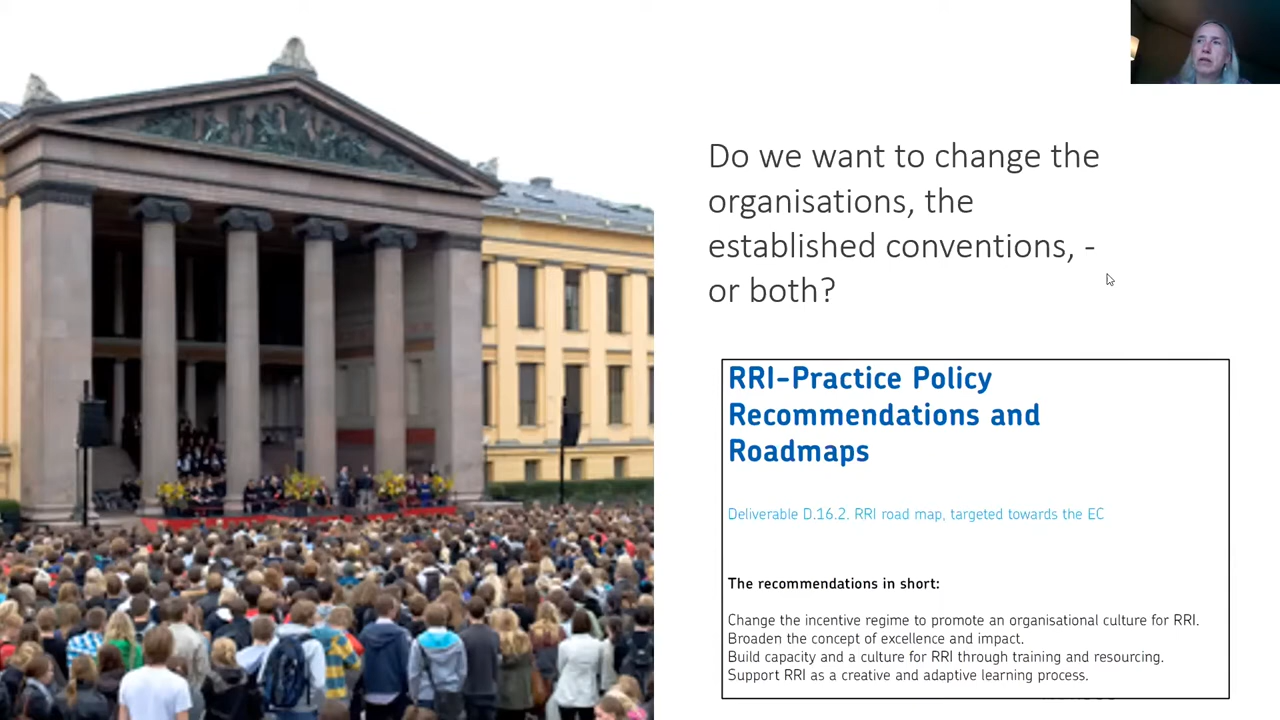 Do we want to change the
organisations, the
established conventions, -
or both?
RRI-Practice Policy
Recommendations and
Roadmaps
Deliverable D.16.2. RRI road map, targeted towards the EC
The recommendations in short:
Change the incentive regime to promote an organisational culture for RRI.
Broaden the concept of excellence and impact.
Build capacity and a culture for RRI through training and resourcing.
Support RRI as a creative and adaptive learning process.